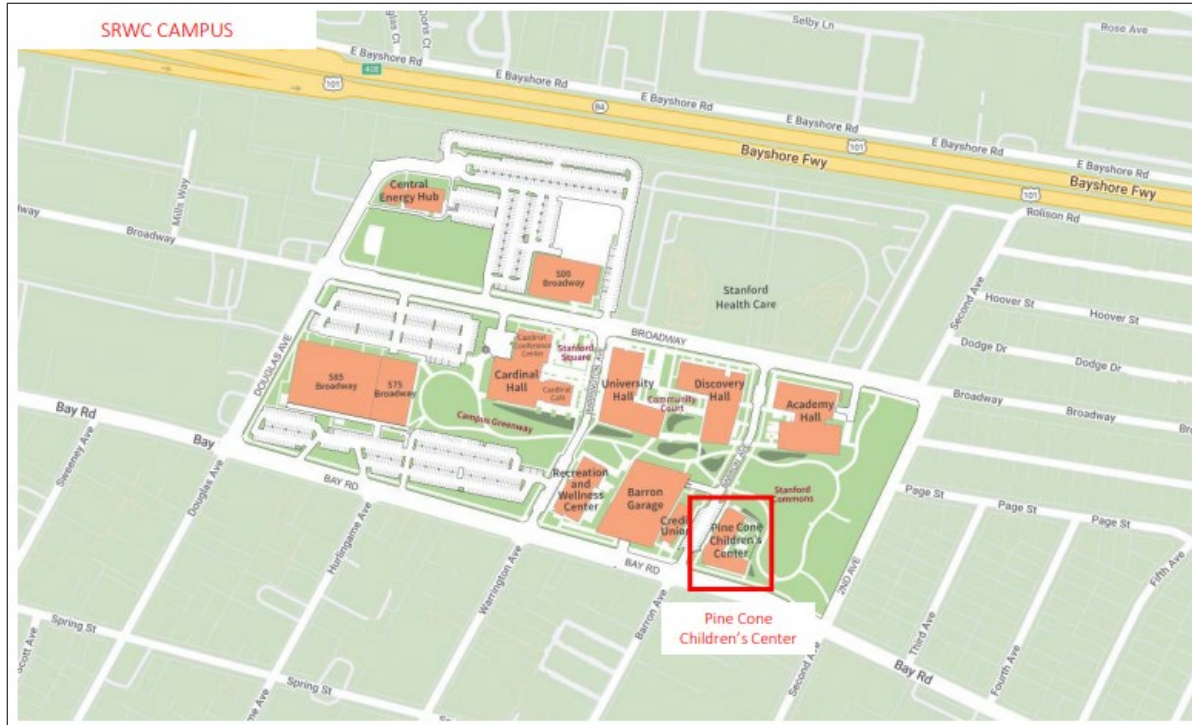 SRWC CAMPUS
Douglas Ct
Doris Ct
Selby Ln
Rose Ave
E Bayshore Rd
408
101
E Bayshore Rd
84
E Bayshore Rd
E Bayshore Rd
101
E Bayshore Rd
E Bayshore Rd
Bayshore Fwy
Bayshore Fwy
101
Rolison Rd
Mills Way
Central
Energy Hub
Broadway
500
Broadway
Stanford
Health Care
Second Ave
Hoover St
Hoover St
BROADWAY
Dodge Dr
Dodge Dr
DOUGLAS AVE
Cardinal
Conference
Center
Stanford
Square
Cardinal
Hall
Cardinal
Cafe
585
Broadway
575
Broadway
University
Hall
Community
Court
Discovery
Hall
Academy
Hall
Broadway
Broadway
Campus Greenway
Bay Rd
Bay
BAY RD
Sweeney Ave
Douglas Ave
Hurlingame Ave
Recreation
and
Wellness
Center
Barron
Garage
Credit
Union
Pine Cone
Children's
Center
Stanford
Commons
Page St
Page St
Page St
Fifth Ave
BAY RD
2ND AVE
Warrington Ave
Barron Ave
Pine Cone
Children's Center
Second Ave
Third Ave
Fourth Ave
Bay Rd
Spring St
Spring St
Scott Ave